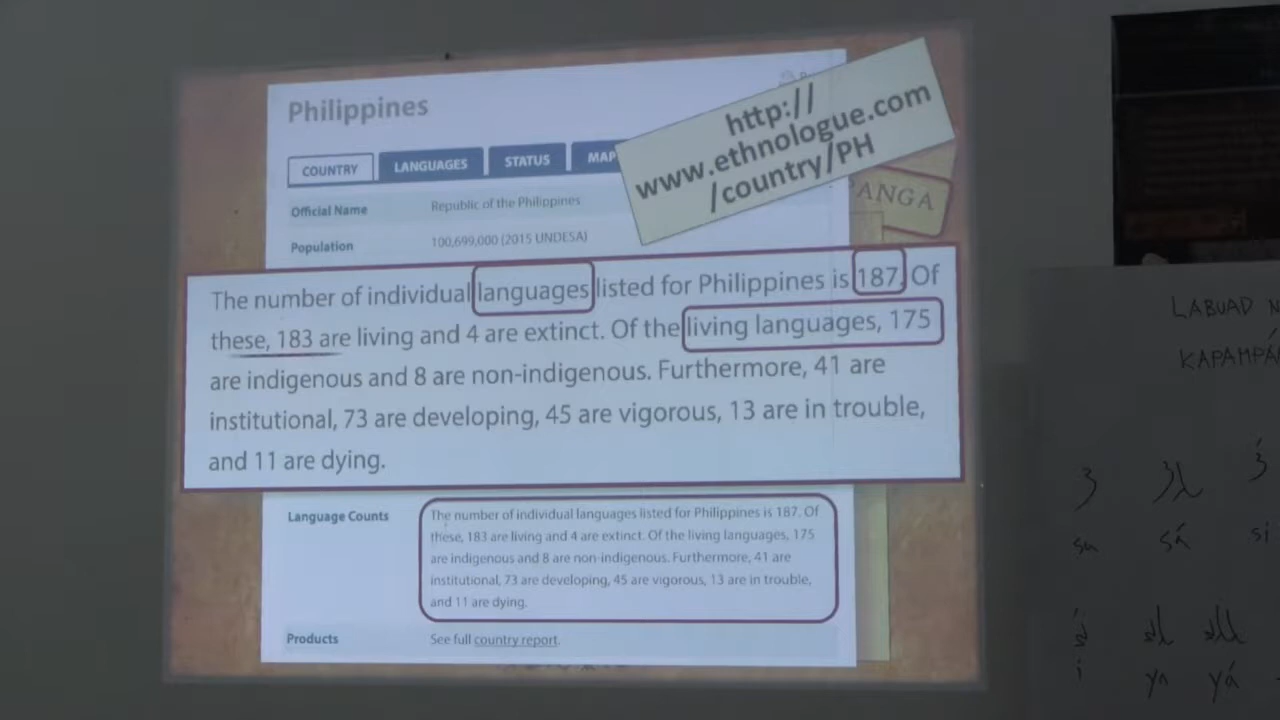 Philippines
http://
www.ethnologue.com
/country/PH
COUNTRY LANGUAGES STATUS MAP
ANGA
Official Name Republic of the Philippines
Population 100,699,000 (2015 UNDESA)
The number of individual languages listed for Philippines is 187. Of
these, 183 are living and 4 are extinct. Of the living languages, 175
are indigenous and 8 are non-indigenous. Furthermore, 41 are
institutional, 73 are developing, 45 are vigorous, 13 are in trouble,
and 11 are dying.
Language Counts
The number of individual languages listed for Philippines is 187. Of
these, 183 are living and 4 are extinct. Of the living languages, 175
are indigenous and 8 are non-indigenous. Furthermore, 41 are
institutional, 73 are developing, 45 are vigorous, 13 are in trouble,
and 11 are dying.
Products See full country report.
LABUAD
KAPAMPÁ
sa sá si
i ya yá